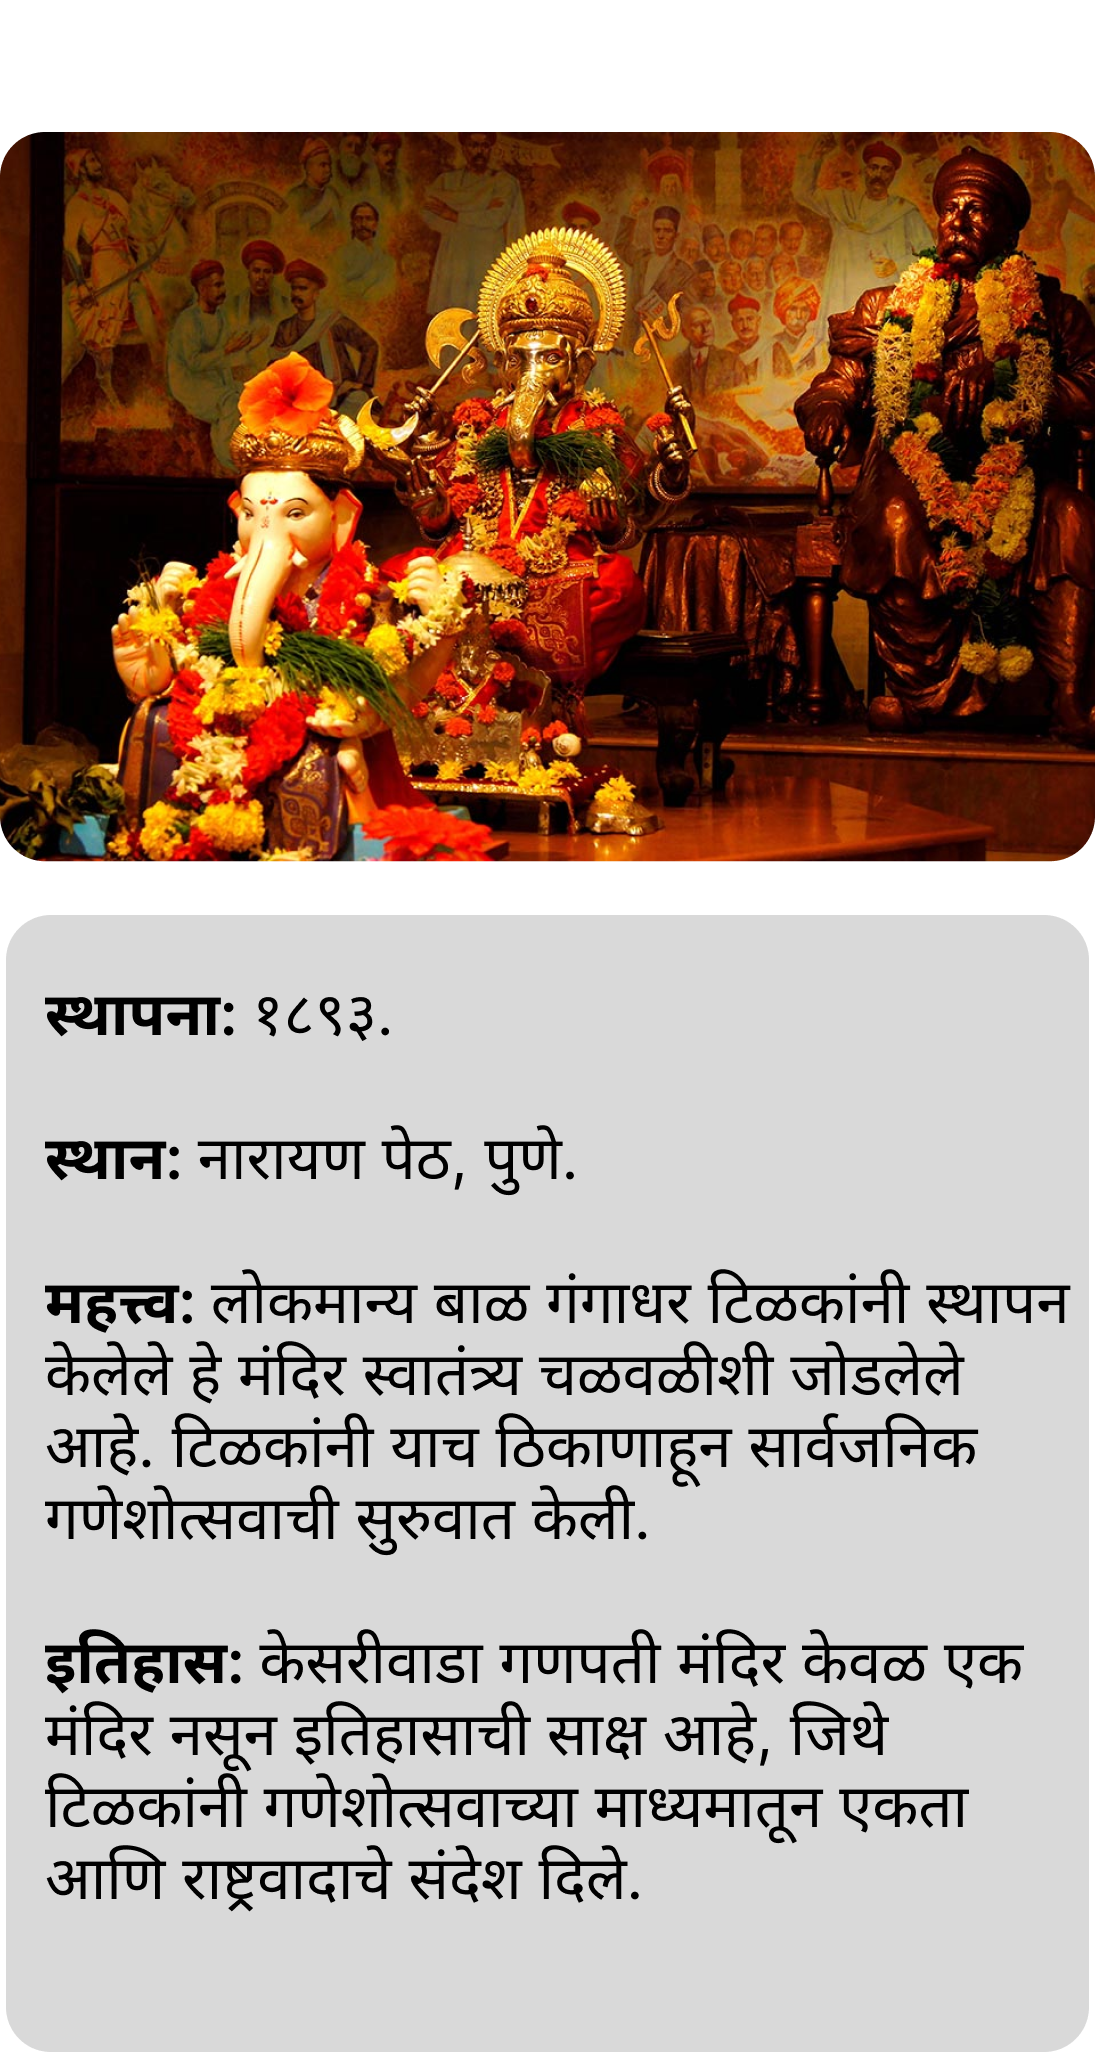 स्थापना: १८९३.
स्थान: नारायण पेठ, पुणे.
महत्त्व: लोकमान्य बाळ गंगाधर टिळकांनी स्थापन
केलेले हे मंदिर स्वातंत्र्य चळवळीशी जोडलेले
आहे. टिळकांनी याच ठिकाणाहून सार्वजनिक
गणेशोत्सवाची सुरुवात केली.
इतिहास: केसरीवाडा गणपती मंदिर केवळ एक
मंदिर नसून इतिहासाची साक्ष आहे, जिथे
टिळकांनी गणेशोत्सवाच्या माध्यमातून एकता
आणि राष्ट्रवादाचे संदेश दिले.